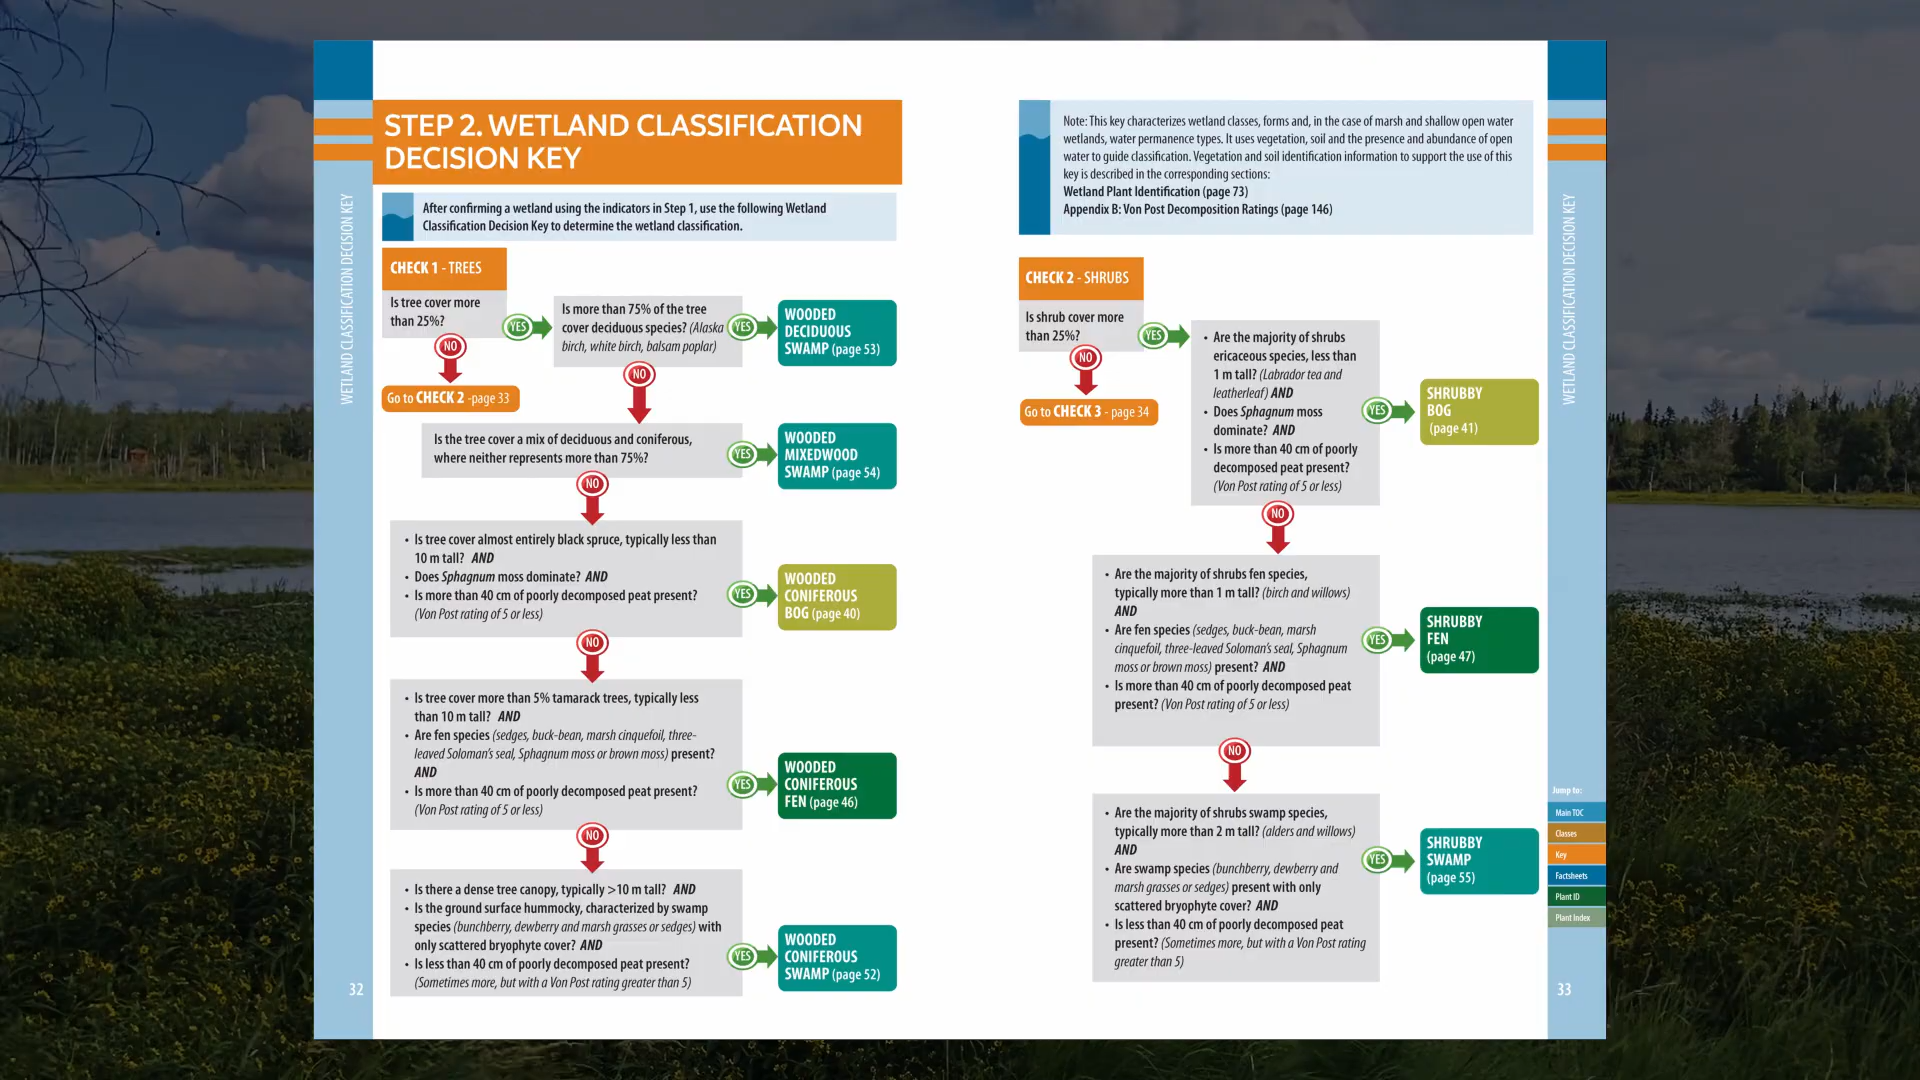 WETLAND CLASSIFICATION DECISION KEY
STEP 2. WETLAND CLASSIFICATION
DECISION KEY
After confirming a wetland using the indicators in Step 1, use the following Wetland
Classification Decision Key to determine the wetland classification.
CHECK 1 - TREES
Is tree cover more
than 25%?
YES
NO
Go to CHECK 2 -page 33
Is more than 75% of the tree
cover deciduous species? (Alaska
birch, white birch, balsam poplar)
YES
WOODED
DECIDUOUS
SWAMP (page 53)
NO
Is the tree cover a mix of deciduous and coniferous,
where neither represents more than 75%?
YES
WOODED
MIXEDWOOD
SWAMP (page 54)
NO
• Is tree cover almost entirely black spruce, typically less than
10 m tall? AND
• Does Sphagnum moss dominate? AND
• Is more than 40 cm of poorly decomposed peat present?
(Von Post rating of 5 or less)
YES
WOODED
CONIFEROUS
BOG (page 40)
NO
• Is tree cover more than 5% tamarack trees, typically less
than 10 m tall? AND
• Are fen species (sedges, buck-bean, marsh cinquefoil, three-
leaved Soloman's seal, Sphagnum moss or brown moss) present?
AND
• Is more than 40 cm of poorly decomposed peat present?
(Von Post rating of 5 or less)
YES
WOODED
CONIFEROUS
FEN (page 46)
NO
• Is there a dense tree canopy, typically >10 m tall? AND
• Is the ground surface hummocky, characterized by swamp
species (bunchberry, dewberry and marsh grasses or sedges) with
only scattered bryophyte cover? AND
• Is less than 40 cm of poorly decomposed peat present?
(Sometimes more, but with a Von Post rating greater than 5)
YES
WOODED
CONIFEROUS
SWAMP (page 52)
32
Note: This key characterizes wetland classes, forms and, in the case of marsh and shallow open water
wetlands, water permanence types. It uses vegetation, soil and the presence and abundance of open
water to guide classification. Vegetation and soil identification information to support the use of this
key is described in the corresponding sections:
Wetland Plant Identification (page 73)
Appendix B: Von Post Decomposition Ratings (page 146)
CHECK 2 - SHRUBS
Is shrub cover more
than 25%?
YES
NO
Go to CHECK 3 - page 34
• Are the majority of shrubs
ericaceous species, less than
1 m tall? (Labrador tea and
leatherleaf) AND
• Does Sphagnum moss
dominate? AND
• Is more than 40 cm of poorly
decomposed peat present?
(Von Post rating of 5 or less)
YES
SHRUBBY
BOG
(page 41)
NO
• Are the majority of shrubs fen species,
typically more than 1 m tall? (birch and willows)
AND
• Are fen species (sedges, buck-bean, marsh
cinquefoil, three-leaved Soloman's seal, Sphagnum
moss or brown moss) present? AND
• Is more than 40 cm of poorly decomposed peat
present? (Von Post rating of 5 or less)
YES
SHRUBBY
FEN
(page 47)
NO
• Are the majority of shrubs swamp species,
typically more than 2 m tall? (alders and willows)
AND
• Are swamp species (bunchberry, dewberry and
marsh grasses or sedges) present with only
scattered bryophyte cover? AND
• Is less than 40 cm of poorly decomposed peat
present? (Sometimes more, but with a Von Post rating
greater than 5)
YES
SHRUBBY
SWAMP
(page 55)
WETLAND CLASSIFICATION DECISION KEY
Jump to:
Main TOC
Classes
Key
Factsheets
Plant ID
Plant Index
33